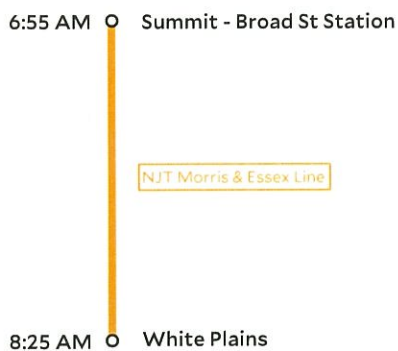 6:55 AM Summit - Broad St Station
NJT Morris & Essex Line
8:25 AM White Plains